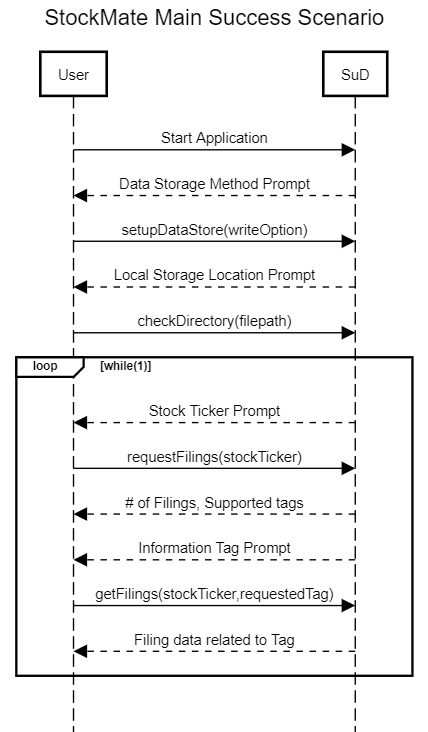 StockMate Main Success Scenario
User
SuD
Start Application
Data Storage Method Prompt
setupDataStore(writeOption)
Local Storage Location Prompt
checkDirectory(filepath)
loop
[while(1)]
Stock Ticker Prompt
requestFilings(stockTicker)
# of Filings, Supported tags
Information Tag Prompt
getFilings(stockTicker,requestedTag)
Filing data related to Tag